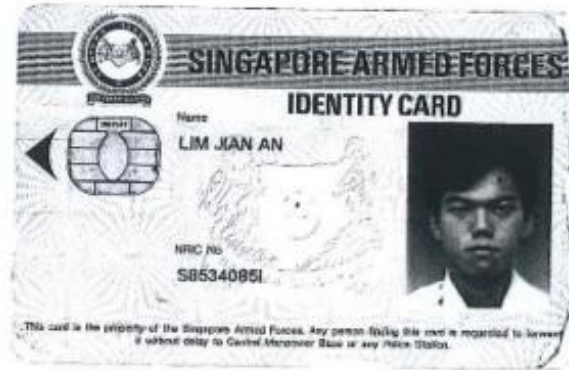 SINGAPORE ARMED FORCES
IDENTITY CARD
Name
LIM JIAN AN
NRIC No
S8534085I
This card is the property of the Singapore Armed Forces. Any person finding this card is requested to forward
it without delay to Central Manpower Base or any Police Station.